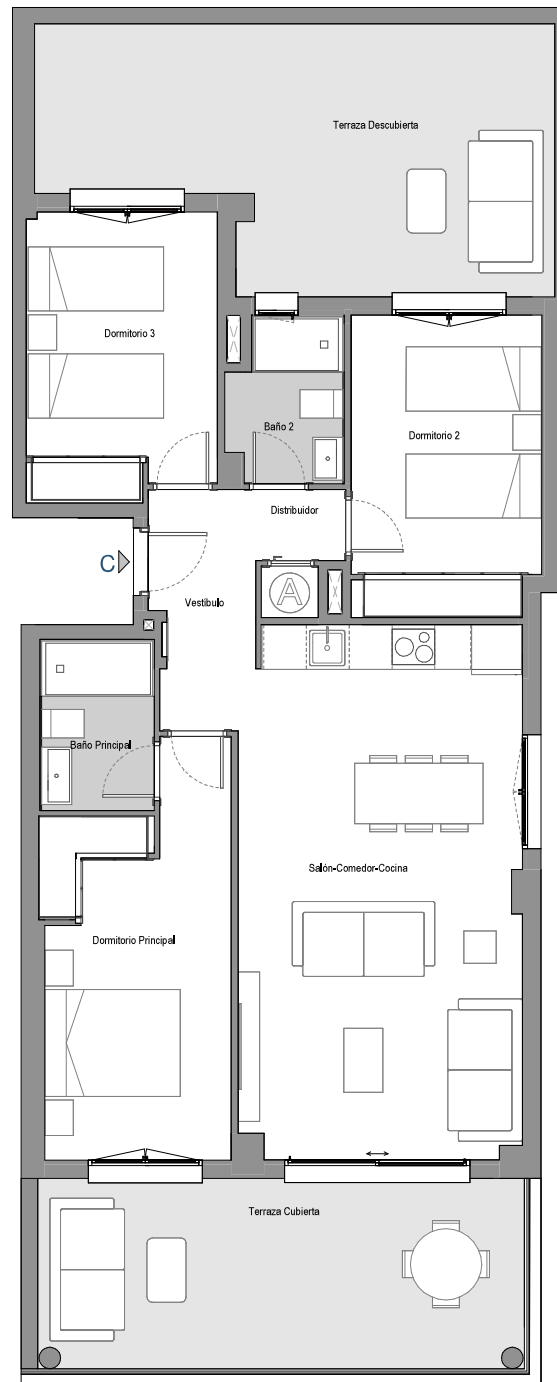 Terraza Descubierta
Dormitorio 3
Baño 2
Dormitorio 2
Distribuidor
C
A
Vestíbulo
Baño Principal
Salón-Comedor-Cocina
Dormitorio Principal
Terraza Cubierta